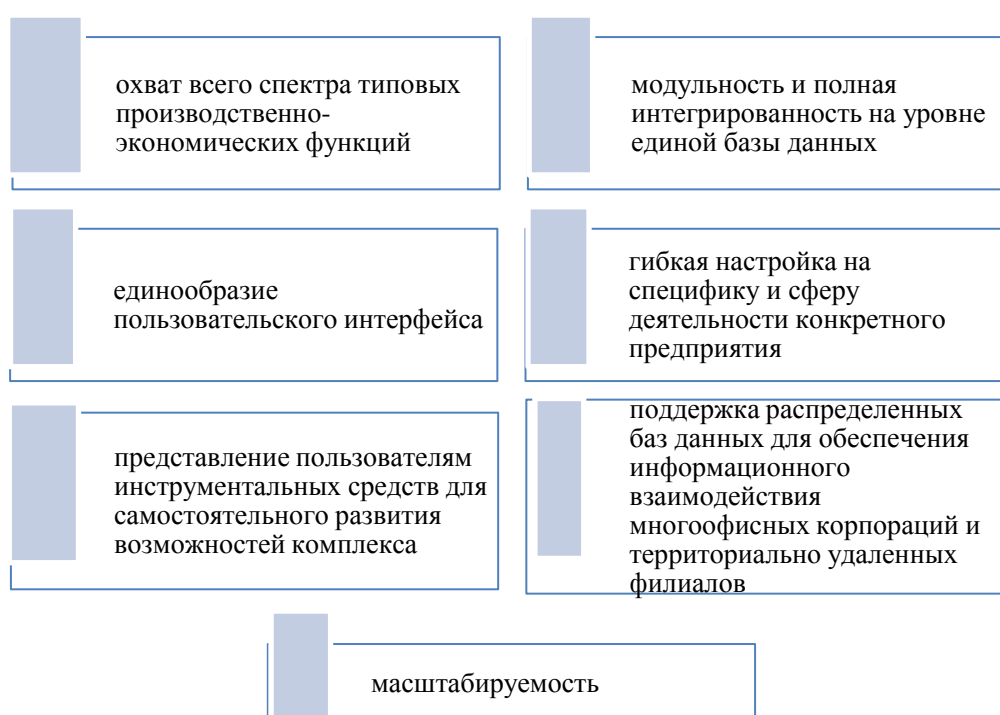 охват всего спектра типовых
производственно-
экономических функций
модульность и полная
интегрированность на уровне
единой базы данных
единообразие
пользовательского интерфейса
гибкая настройка на
специфику и сферу
деятельности конкретного
предприятия
представление пользователям
инструментальных средств для
самостоятельного развития
возможностей комплекса
поддержка распределенных
баз данных для обеспечения
информационного
взаимодействия
многоофисных корпораций и
территориально удаленных
филиалов
масштабируемость